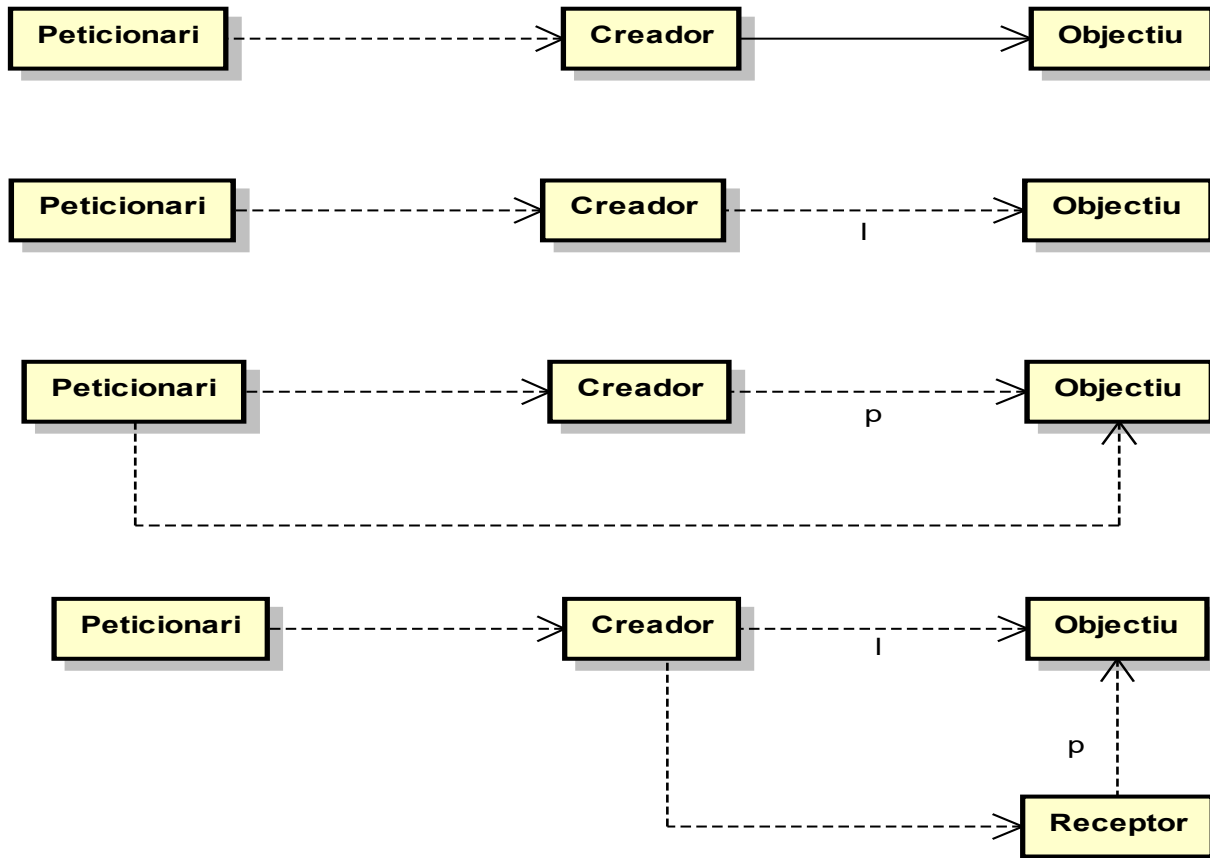 Peticionari Creador Objectiu
Peticionari Creador Objectiu
l
Peticionari Creador Objectiu
p
Peticionari Creador Objectiu
l
p
Receptor